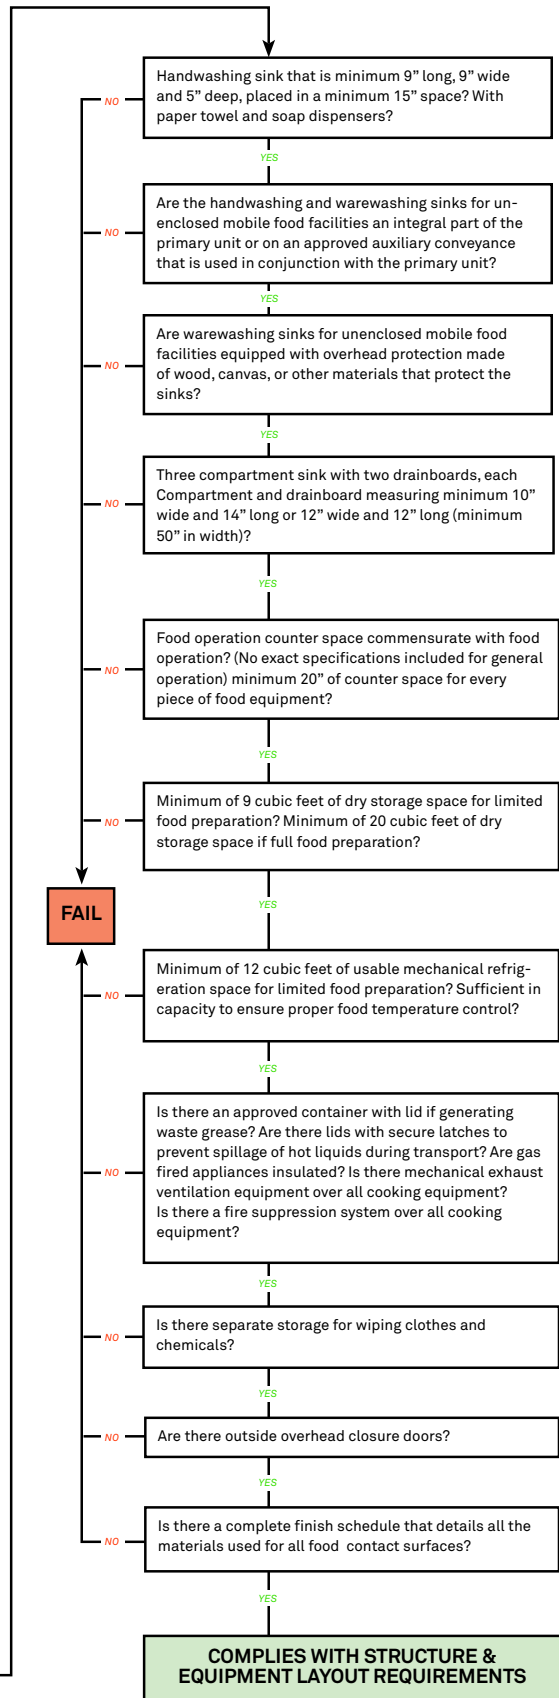 Handwashing sink that is minimum 9” long, 9” wide
and 5” deep, placed in a minimum 15” space? With
paper towel and soap dispensers?
NO
YES
Are the handwashing and warewashing sinks for un-
enclosed mobile food facilities an integral part of the
primary unit or on an approved auxiliary conveyance
that is used in conjunction with the primary unit?
NO
YES
Are warewashing sinks for unenclosed mobile food
facilities equipped with overhead protection made
of wood, canvas, or other materials that protect the
sinks?
NO
YES
Three compartment sink with two drainboards, each
Compartment and drainboard measuring minimum 10”
wide and 14” long or 12” wide and 12” long (minimum
50” in width)?
NO
YES
Food operation counter space commensurate with food
operation? (No exact specifications included for general
operation) minimum 20” of counter space for every
piece of food equipment?
NO
YES
Minimum of 9 cubic feet of dry storage space for limited
food preparation? Minimum of 20 cubic feet of dry
storage space if full food preparation?
NO
YES
FAIL
Minimum of 12 cubic feet of usable mechanical refrig-
eration space for limited food preparation? Sufficient in
capacity to ensure proper food temperature control?
NO
YES
Is there an approved container with lid if generating
waste grease? Are there lids with secure latches to
prevent spillage of hot liquids during transport? Are gas
fired appliances insulated? Is there mechanical exhaust
ventilation equipment over all cooking equipment?
Is there a fire suppression system over all cooking
equipment?
NO
YES
Is there separate storage for wiping clothes and
chemicals?
NO
YES
Are there outside overhead closure doors?
NO
YES
Is there a complete finish schedule that details all the
materials used for all food contact surfaces?
NO
YES
COMPLIES WITH STRUCTURE &
EQUIPMENT LAYOUT REQUIREMENTS